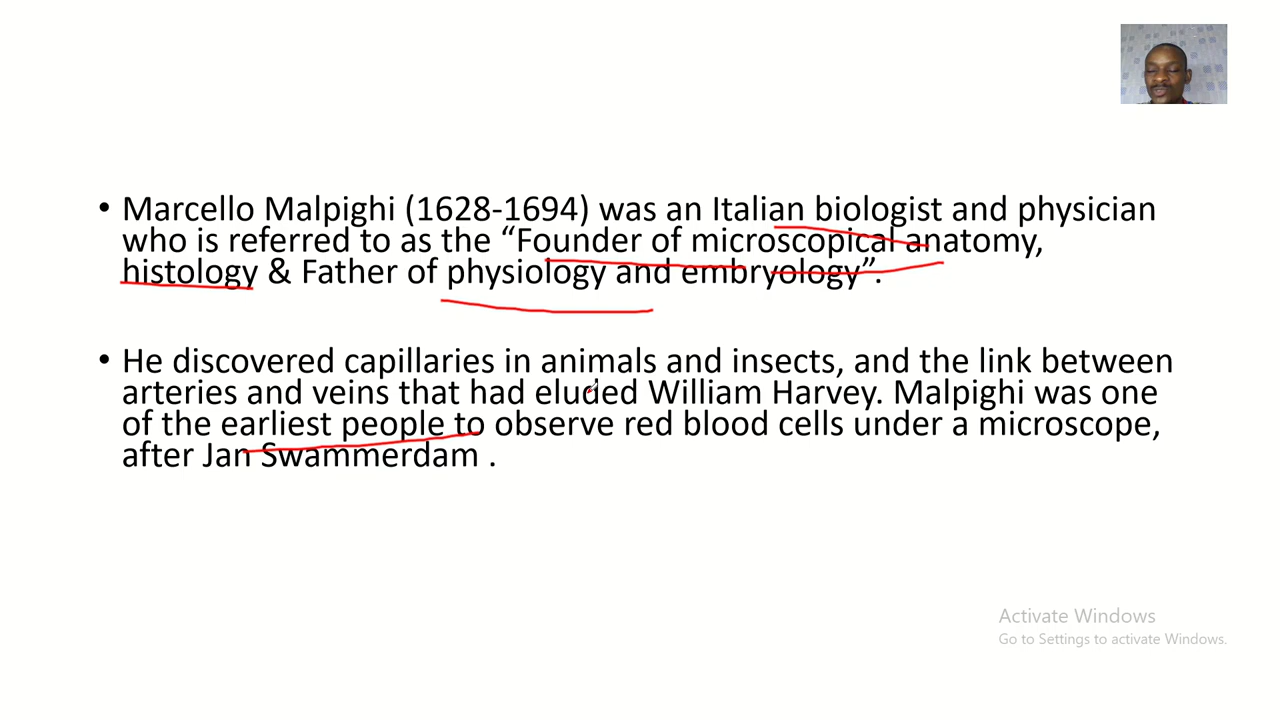 • Marcello Malpighi (1628-1694) was an Italian biologist and physician
who is referred to as the “Founder of microscopical anatomy,
histology & Father of physiology and embryology”.
• He discovered capillaries in animals and insects, and the link between
arteries and veins that had eluded William Harvey. Malpighi was one
of the earliest people to observe red blood cells under a microscope,
after Jan Swammerdam .
Activate Windows
Go to Settings to activate Windows.